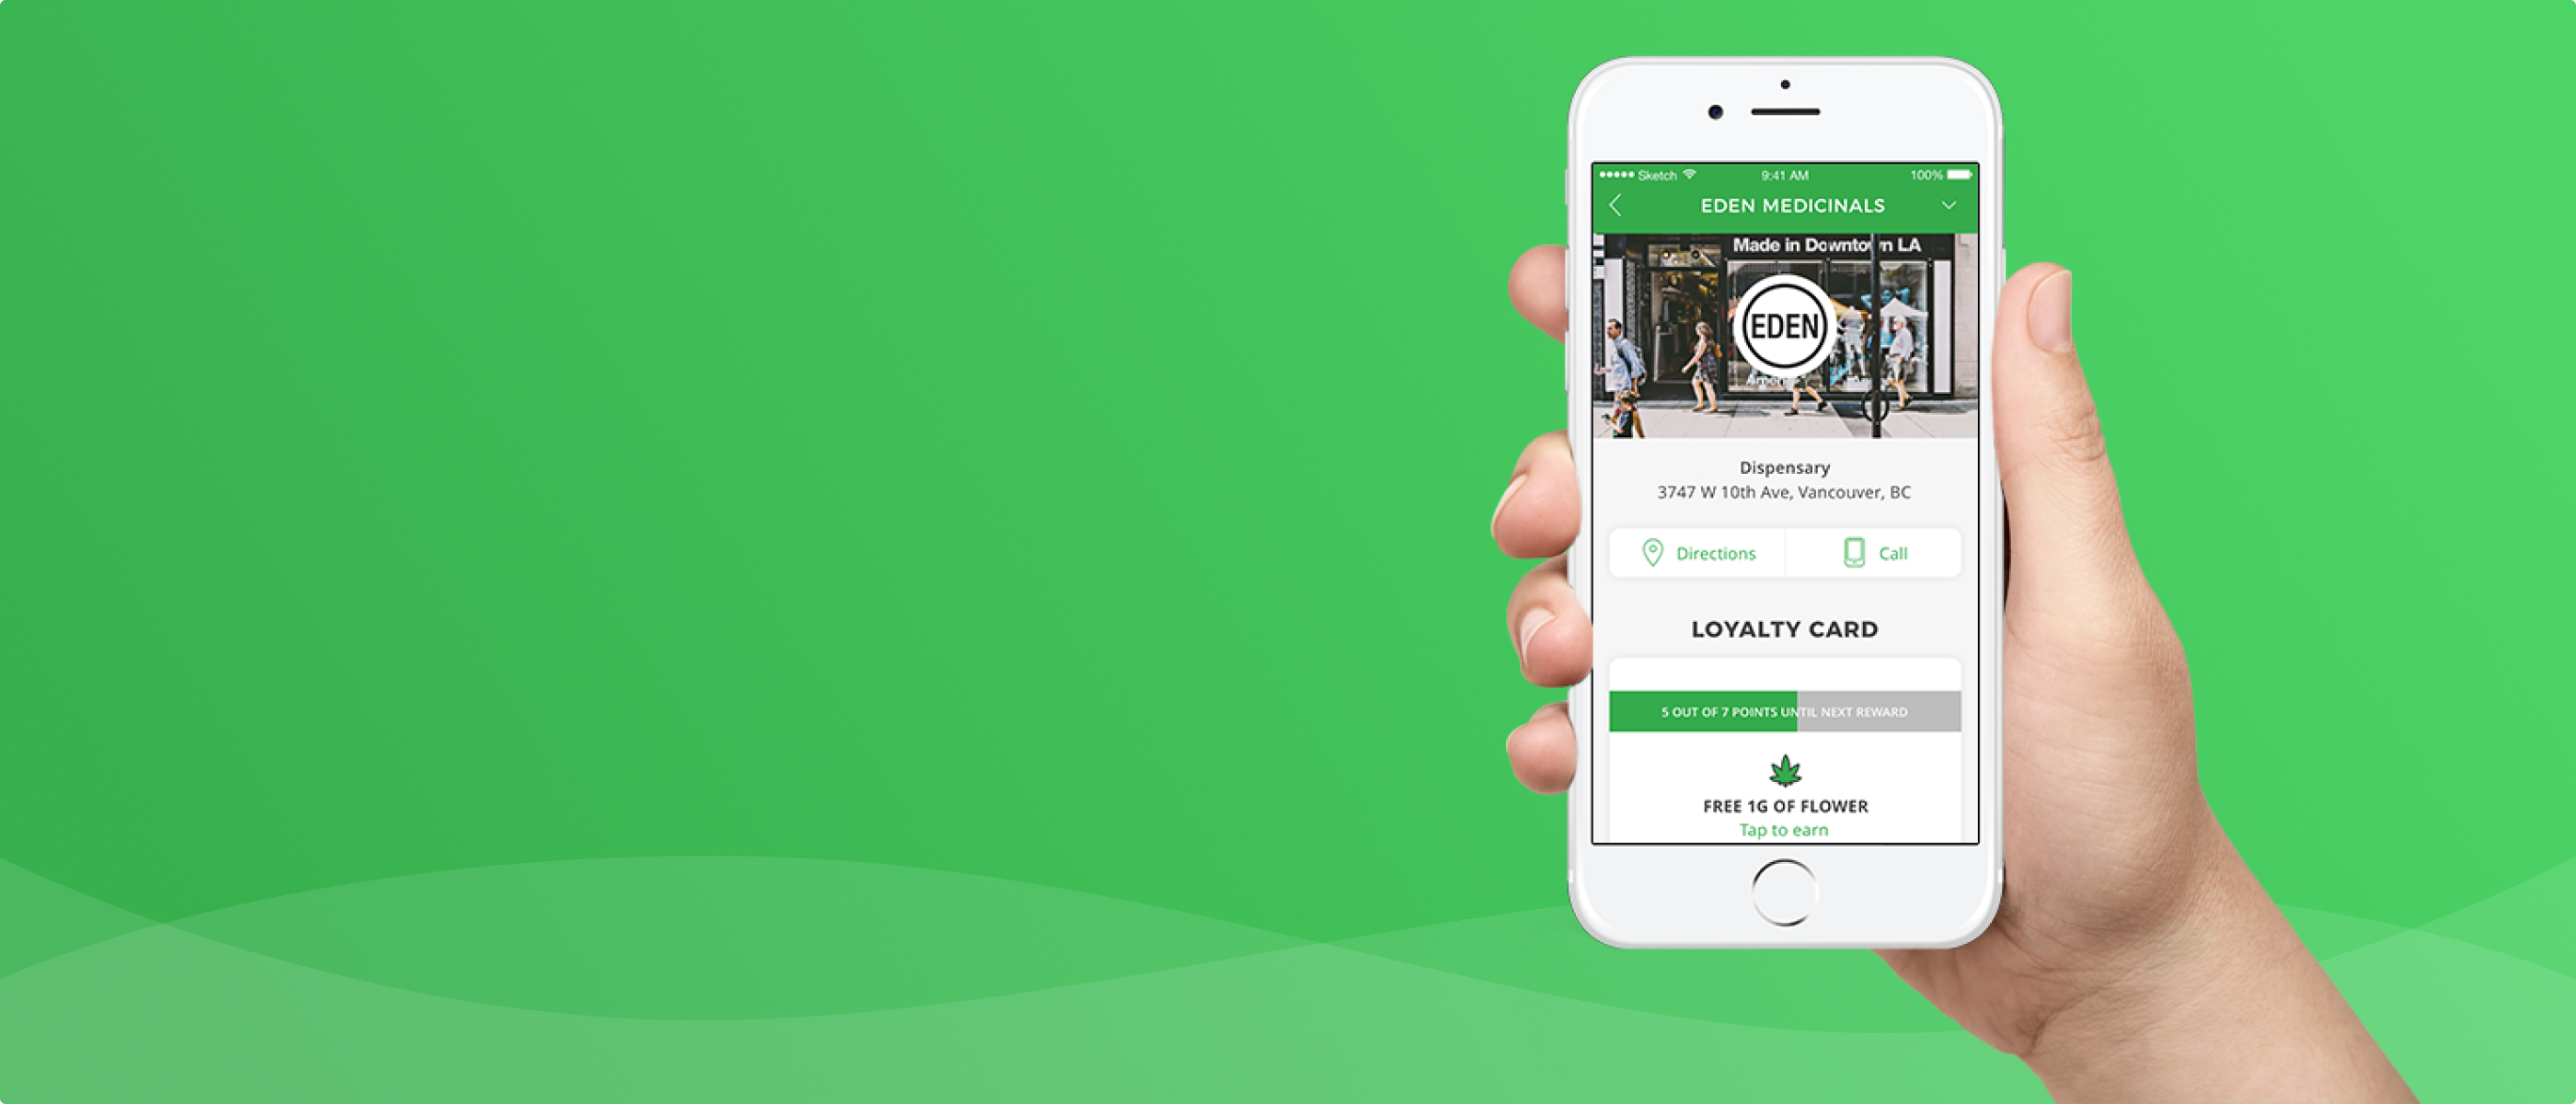 Sketch 9:41 AM 100%
EDEN MEDICINALS
Made in Downtown LA
EDEN
Dispensary
3747 W 10th Ave, Vancouver, BC
Directions Call
LOYALTY CARD
5 OUT OF 7 POINTS UNTIL NEXT REWARD
FREE 1G OF FLOWER
Tap to earn